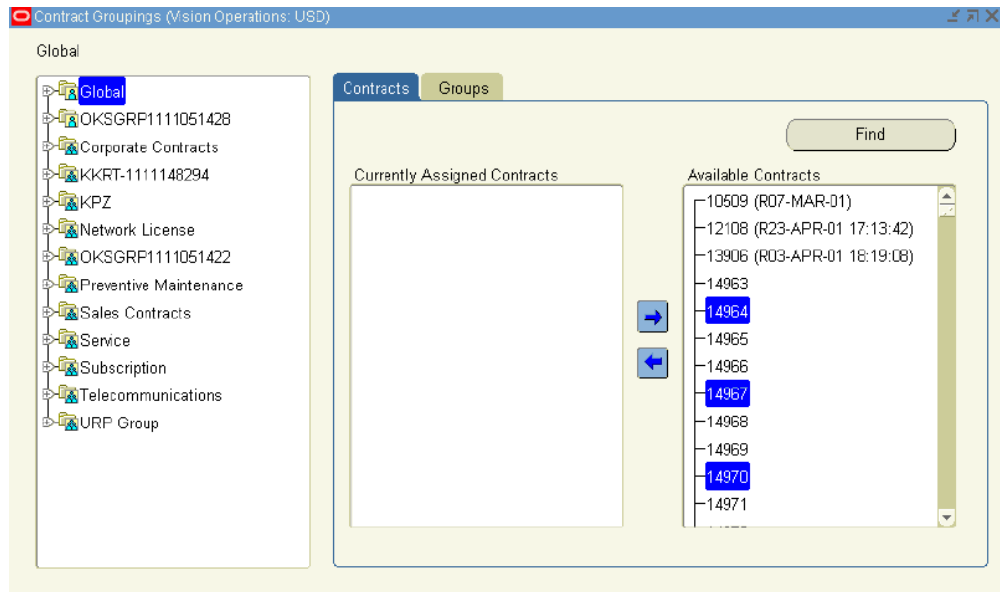 Contract Groupings (Vision Operations: USD)
Global
Global
OKSGRP1111051428
Corporate Contracts
KKRT-1111148294
KPZ
Network License
OKSGRP1111051422
Preventive Maintenance
Sales Contracts
Service
Subscription
Telecommunications
URP Group
Contracts
Groups
Find
Currently Assigned Contracts
Available Contracts
10509 (R07-MAR-01)
12108 (R23-APR-01 17:13:42)
13906 (R03-APR-01 18:19:08)
14963
14964
14965
14966
14967
14968
14969
14970
14971